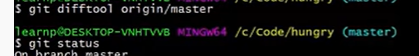 $ git difftool origin/master
learnp@DESKTOP-VNHTVVB MINGW64 /c/Code/hungry (master)
$ git status
On branch master